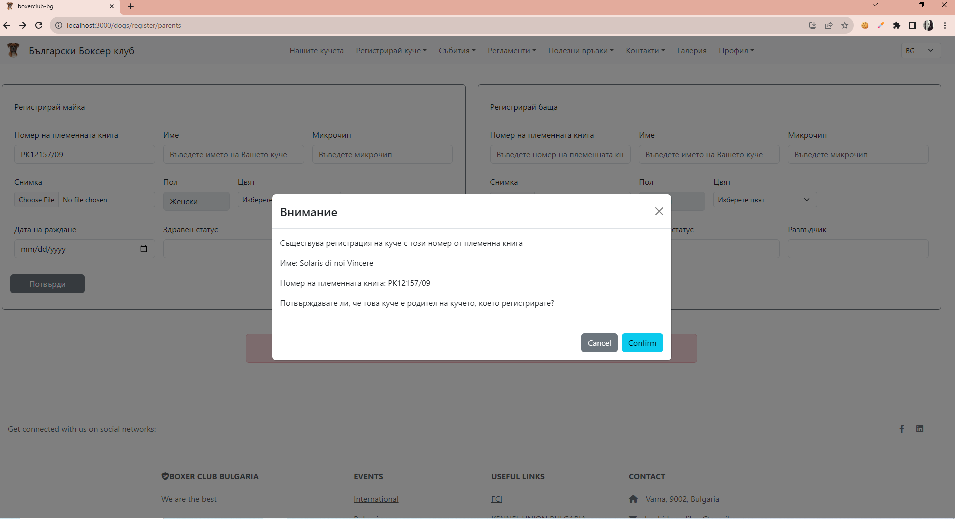 boxerclub-bg
localhost:3000/dogs/register/parents
Български Боксер клуб
Нашите кучета
Регистрирай куче
Събития
Регламенти
Полезни връзки
Контакти
Галерия
Профил
БГ
Регистрирай майка
Номер на племенната книга
Име
Микрочип
РК12157/09
Въведете името на Вашето куче
Въведете микрочип
Снимка
Пол
Цвят
Choose File
No file chosen
Женски
Изберете
Дата на раждане
Здравен статус
mm/dd/yyyy
Потвърди
Регистрирай баща
Номер на племенната книга
Име
Микрочип
Въведете номер на племенната кн
Въведете името на Вашето куче
Въведете микрочип
Снимка
Пол
Цвят
Изберете цвят
статус
Развъдчик
Внимание
Съществува регистрация на куче с този номер от племенна книга
Име: Solaris di noi Vincere
Номер на племенната книга: РК12157/09
Потвърждавате ли, че това куче е родител на кучето, което регистрирате?
Cancel
Confirm
Get connected with us on social networks:
BOXER CLUB BULGARIA
EVENTS
USEFUL LINKS
CONTACT
We are the best
International
FCI
Varna, 9002, Bulgaria